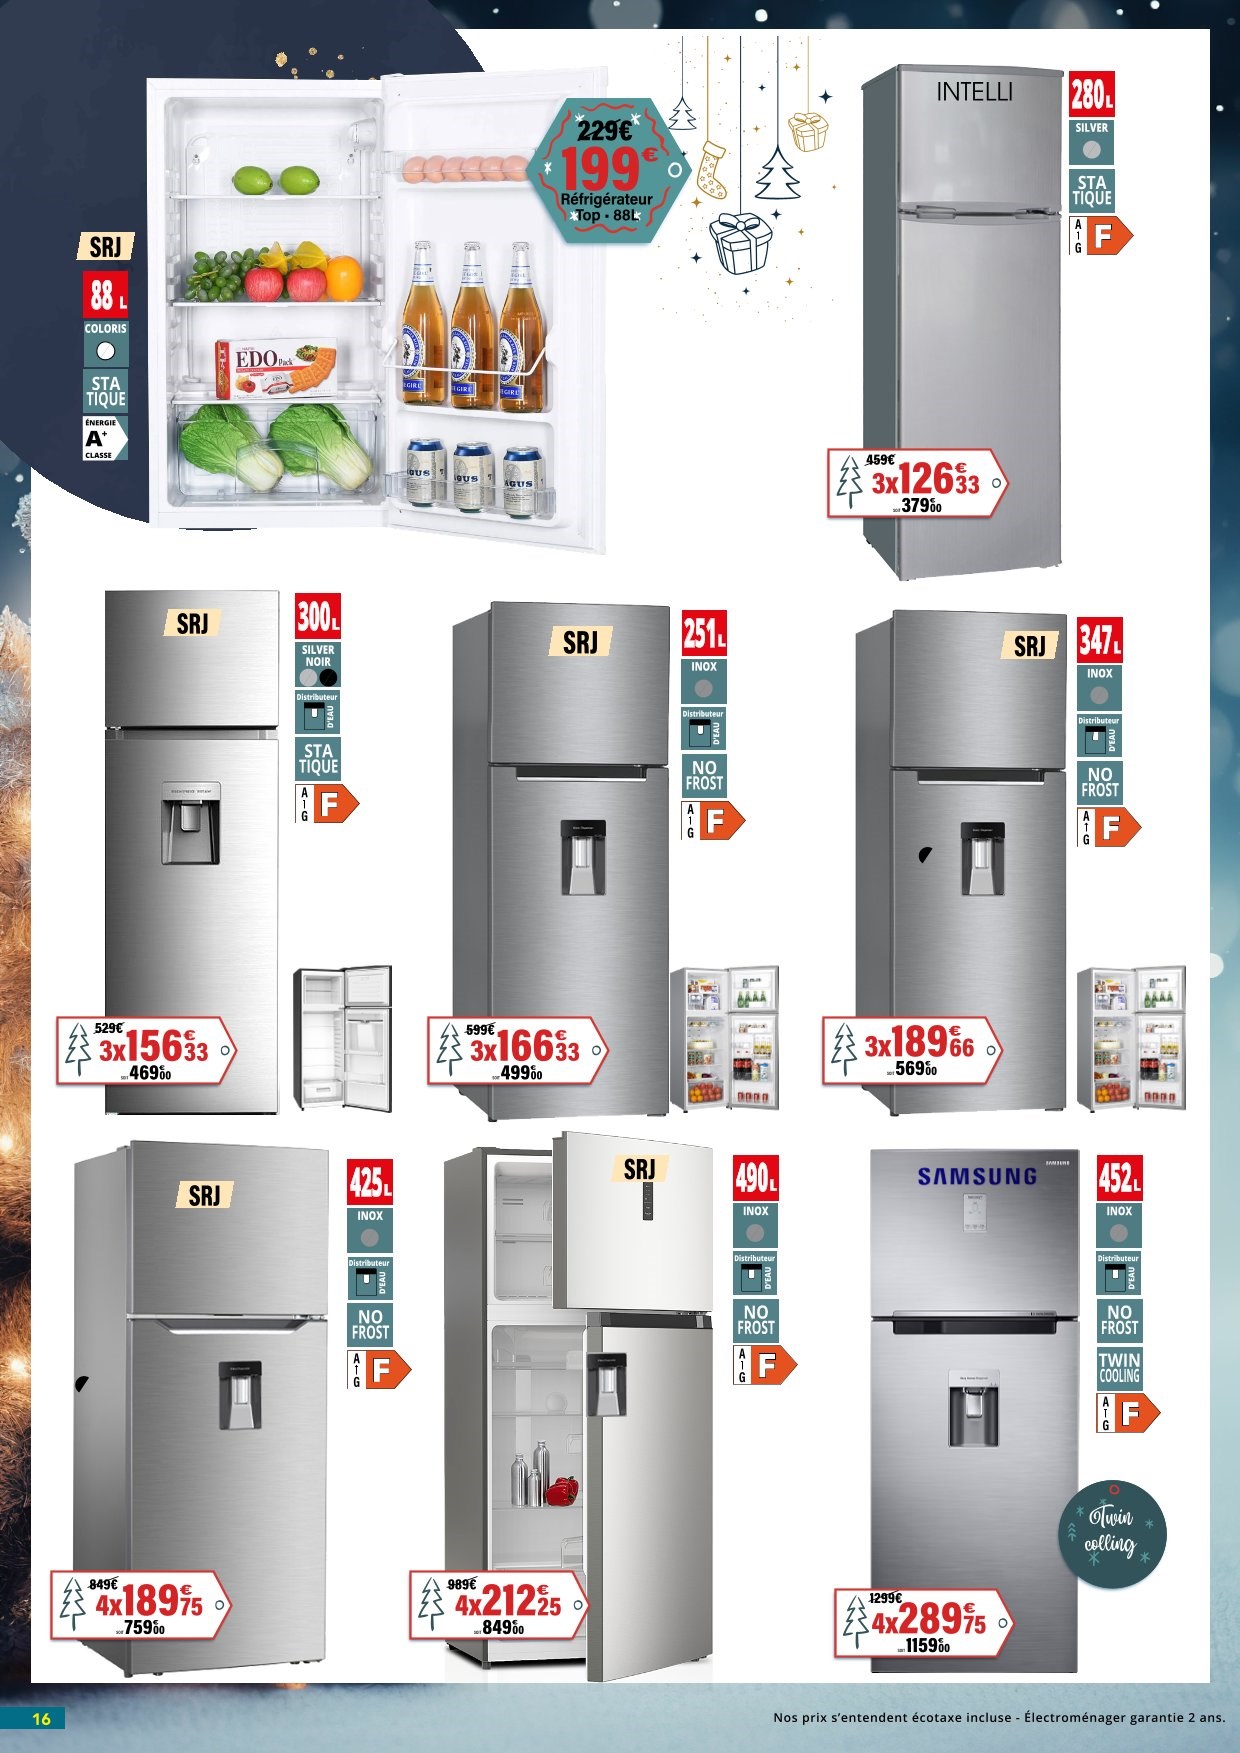 229€
199€
Réfrigérateur
Top - 88L
SRJ
88 L
COLORIS
STA
TIQUE
ÉNERGIE
A+
CLASSE
EDO Pack
INTELLI
280L
SILVER
STA
TIQUE
A
G
F
459€
3x126€33
SOIT 379€00
SRJ
300L
SILVER
NOIR
Distributeur
D'EAU
STA
TIQUE
A
G
F
529€
3x156€33
SOIT 469€00
SRJ
251L
INOX
Distributeur
D'EAU
NO
FROST
A
G
F
599€
3x166€33
SOIT 499€00
SRJ
347L
INOX
Distributeur
D'EAU
NO
FROST
A
G
F
3x189€66
SOIT 569€00
SRJ
425L
INOX
Distributeur
D'EAU
NO
FROST
A
G
F
849€
4x189€75
SOIT 759€00
SRJ
490L
INOX
Distributeur
D'EAU
NO
FROST
A
G
F
989€
4x212€25
SOIT 849€00
SAMSUNG
SAMSUNG
452L
INOX
Distributeur
D'EAU
NO
FROST
TWIN
COOLING
A
G
F
Twin
colling
1299€
4x289€75
SOIT 1159€00
16
Nos prix s'entendent écotaxe incluse - Électroménager garantie 2 ans.